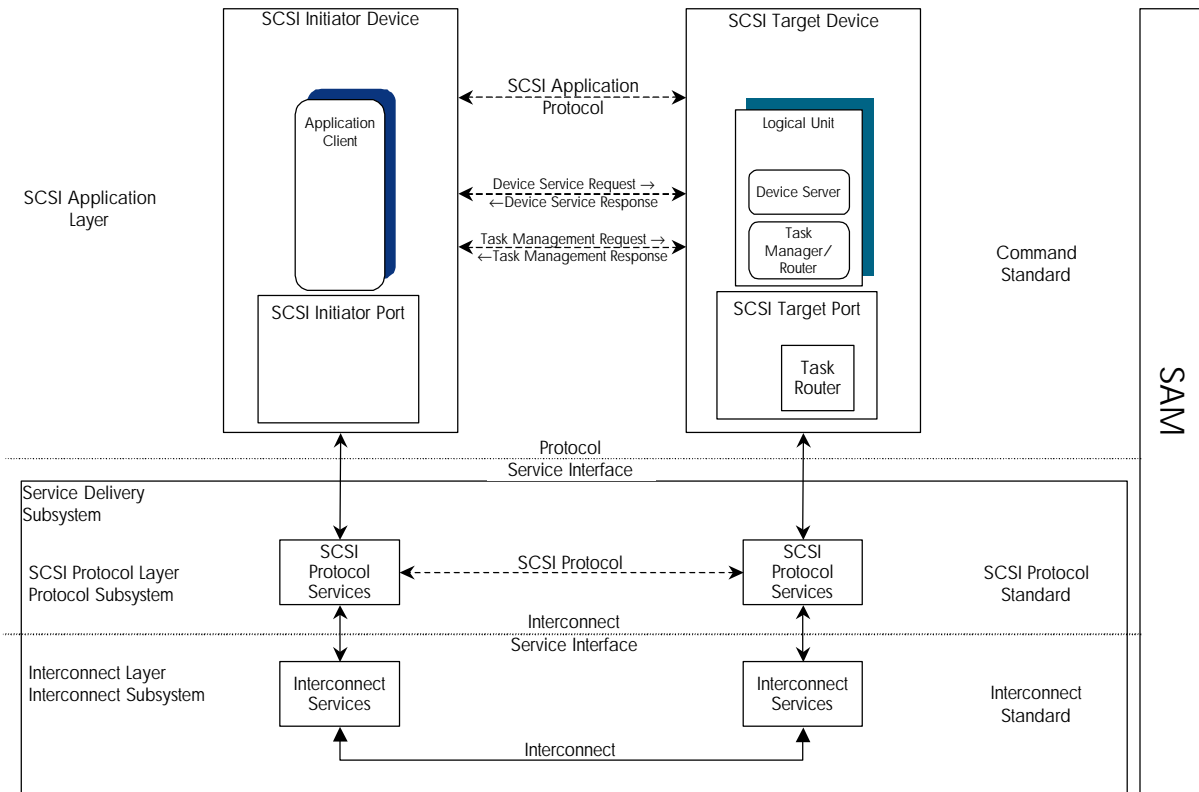 SCSI Initiator Device
SCSI Target Device
SCSI Application
Protocol
Application
Client
Logical Unit
Device Service Request →
←Device Service Response
Device Server
SCSI Application
Layer
Task Management Request →
←Task Management Response
Task
Manager/
Router
Command
Standard
SCSI Initiator Port
SCSI Target Port
Task
Router
SAM
Protocol
Service Interface
Service Delivery
Subsystem
SCSI Protocol Layer
Protocol Subsystem
SCSI
Protocol
Services
SCSI Protocol
SCSI
Protocol
Services
SCSI Protocol
Standard
Interconnect
Service Interface
Interconnect Layer
Interconnect Subsystem
Interconnect
Services
Interconnect
Services
Interconnect
Standard
Interconnect